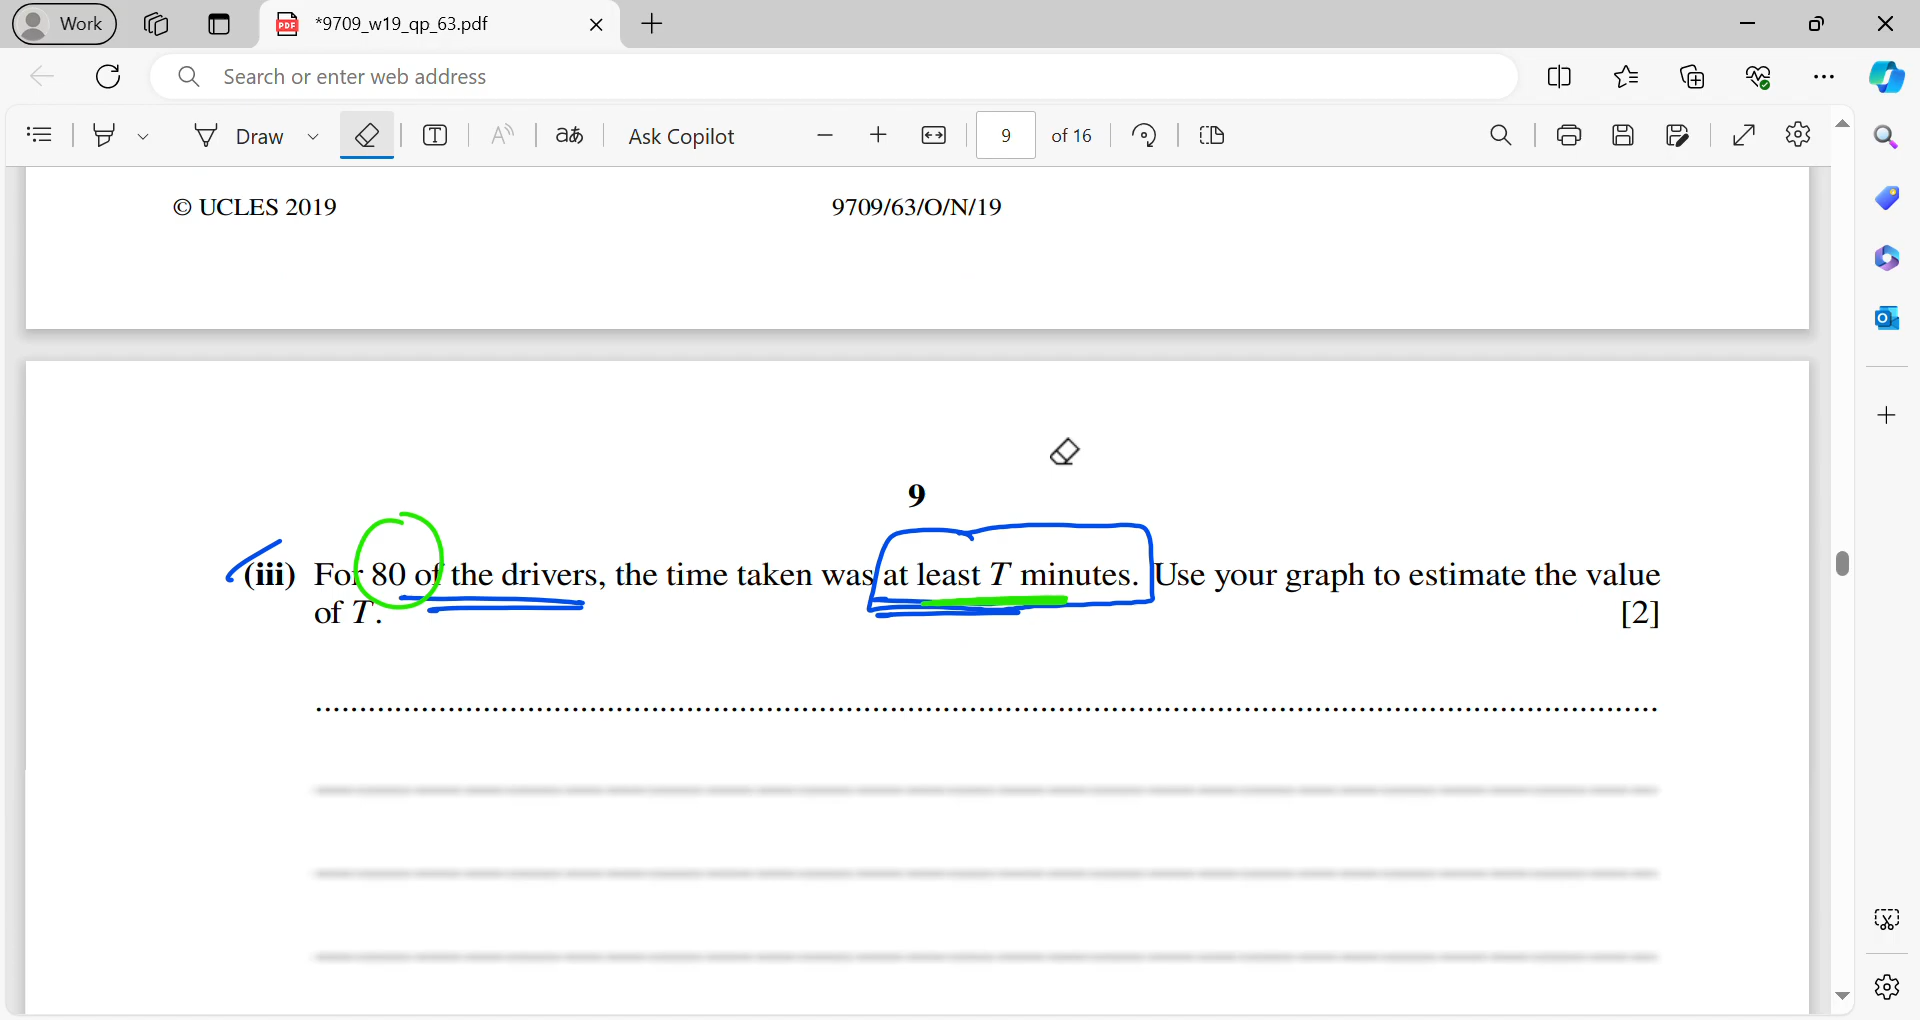 Work
*9709_w19_qp_63.pdf
Search or enter web address
Draw
aあ
Ask Copilot
9
of 16
© UCLES 2019
9709/63/O/N/19
9
(iii) For 80 of the drivers, the time taken was at least T minutes. Use your graph to estimate the value
of T.
[2]